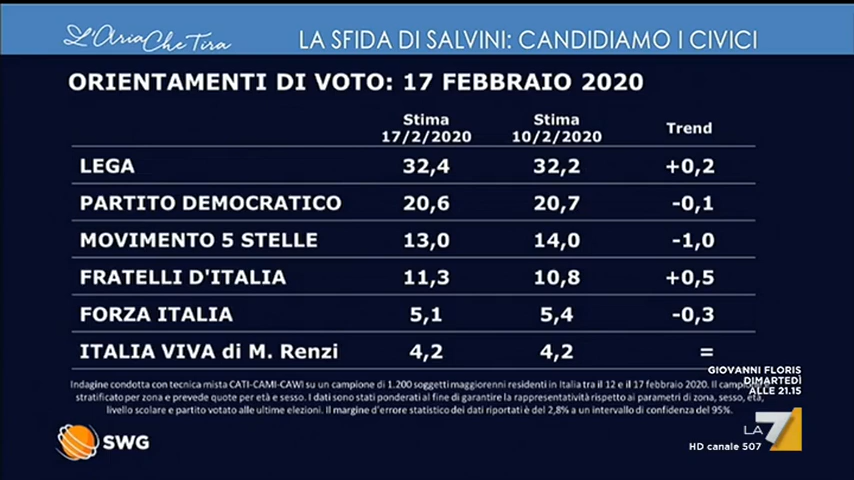 L'Aria Che Tira
LA SFIDA DI SALVINI: CANDIDIAMO I CIVICI
ORIENTAMENTI DI VOTO: 17 FEBBRAIO 2020
Stima 17/2/2020 Stima 10/2/2020 Trend
LEGA 32,4 32,2 +0,2
PARTITO DEMOCRATICO 20,6 20,7 -0,1
MOVIMENTO 5 STELLE 13,0 14,0 -1,0
FRATELLI D'ITALIA 11,3 10,8 +0,5
FORZA ITALIA 5,1 5,4 -0,3
ITALIA VIVA di M. Renzi 4,2 4,2 =
Indagine condotta con tecnica mista CATI-CAMI-CAWI su un campione di 1.200 soggetti maggiorenni residenti in Italia tra il 12 e il 17 febbraio 2020. Il campione
stratificato per zona e prevede quote per età e sesso. I dati sono stati ponderati al fine di garantire la rappresentatività rispetto ai parametri di zona, sesso, età,
livello scolare e partito votato alle ultime elezioni. Il margine d'errore statistico dei dati riportati è del 2,8% a un intervallo di confidenza del 95%.
GIOVANNI FLORIS
DIMARTEDÌ
ALLE 21.15
SWG
LA 7
HD canale 507